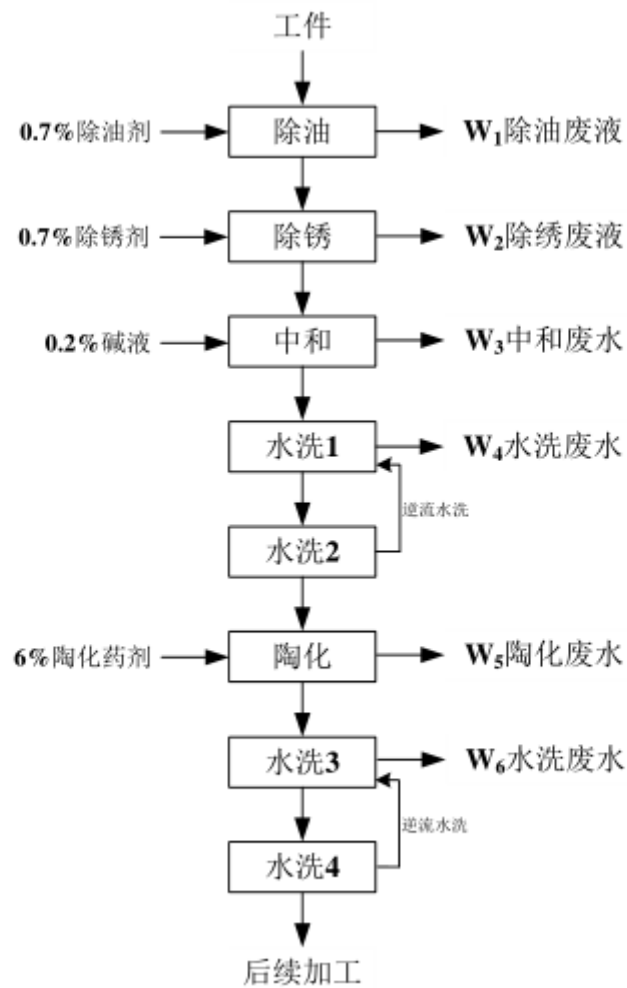 工件
0.7%除油剂
除油
W₁除油废液
0.7%除锈剂
除锈
W₂除绣废液
0.2%碱液
中和
W₃中和废水
水洗1
W₄水洗废水
逆流水洗
水洗2
6%陶化药剂
陶化
W₅陶化废水
水洗3
W₆水洗废水
逆流水洗
水洗4
后续加工